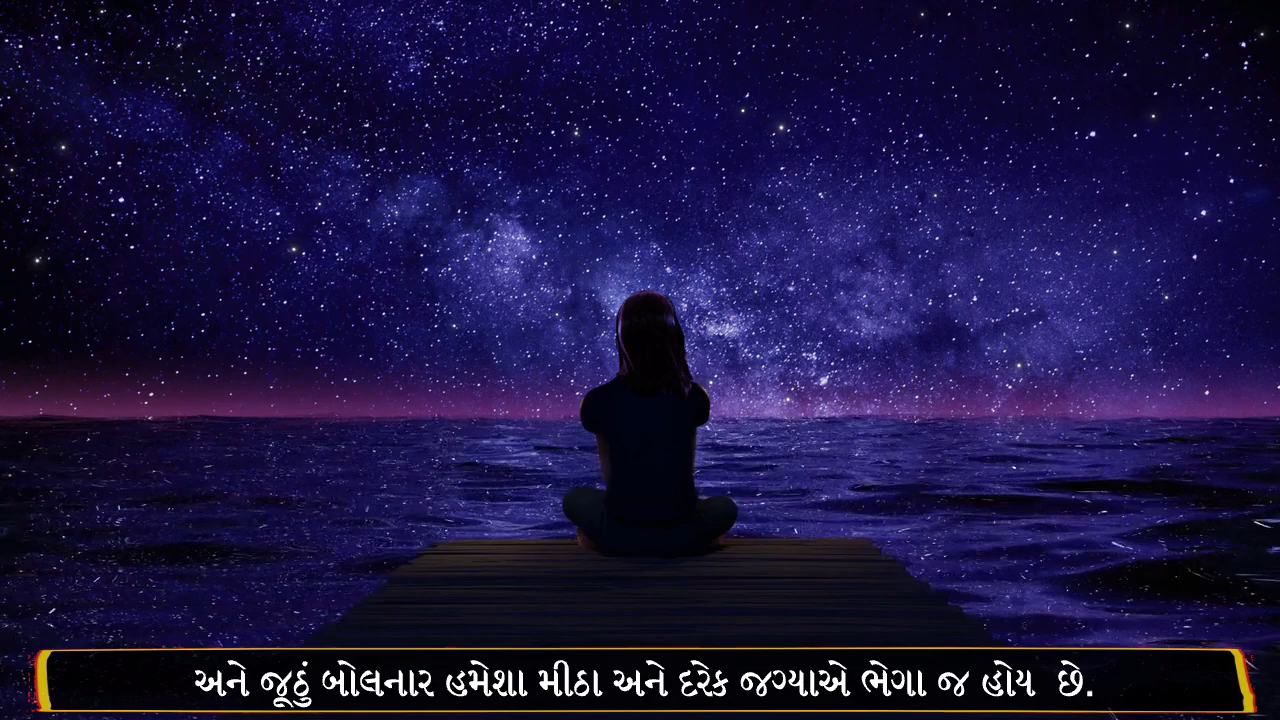 અને જૂઠું બોલનાર હમેશા મીઠા અને દરેક જગ્યાએ ભેગા જ હોય છે.